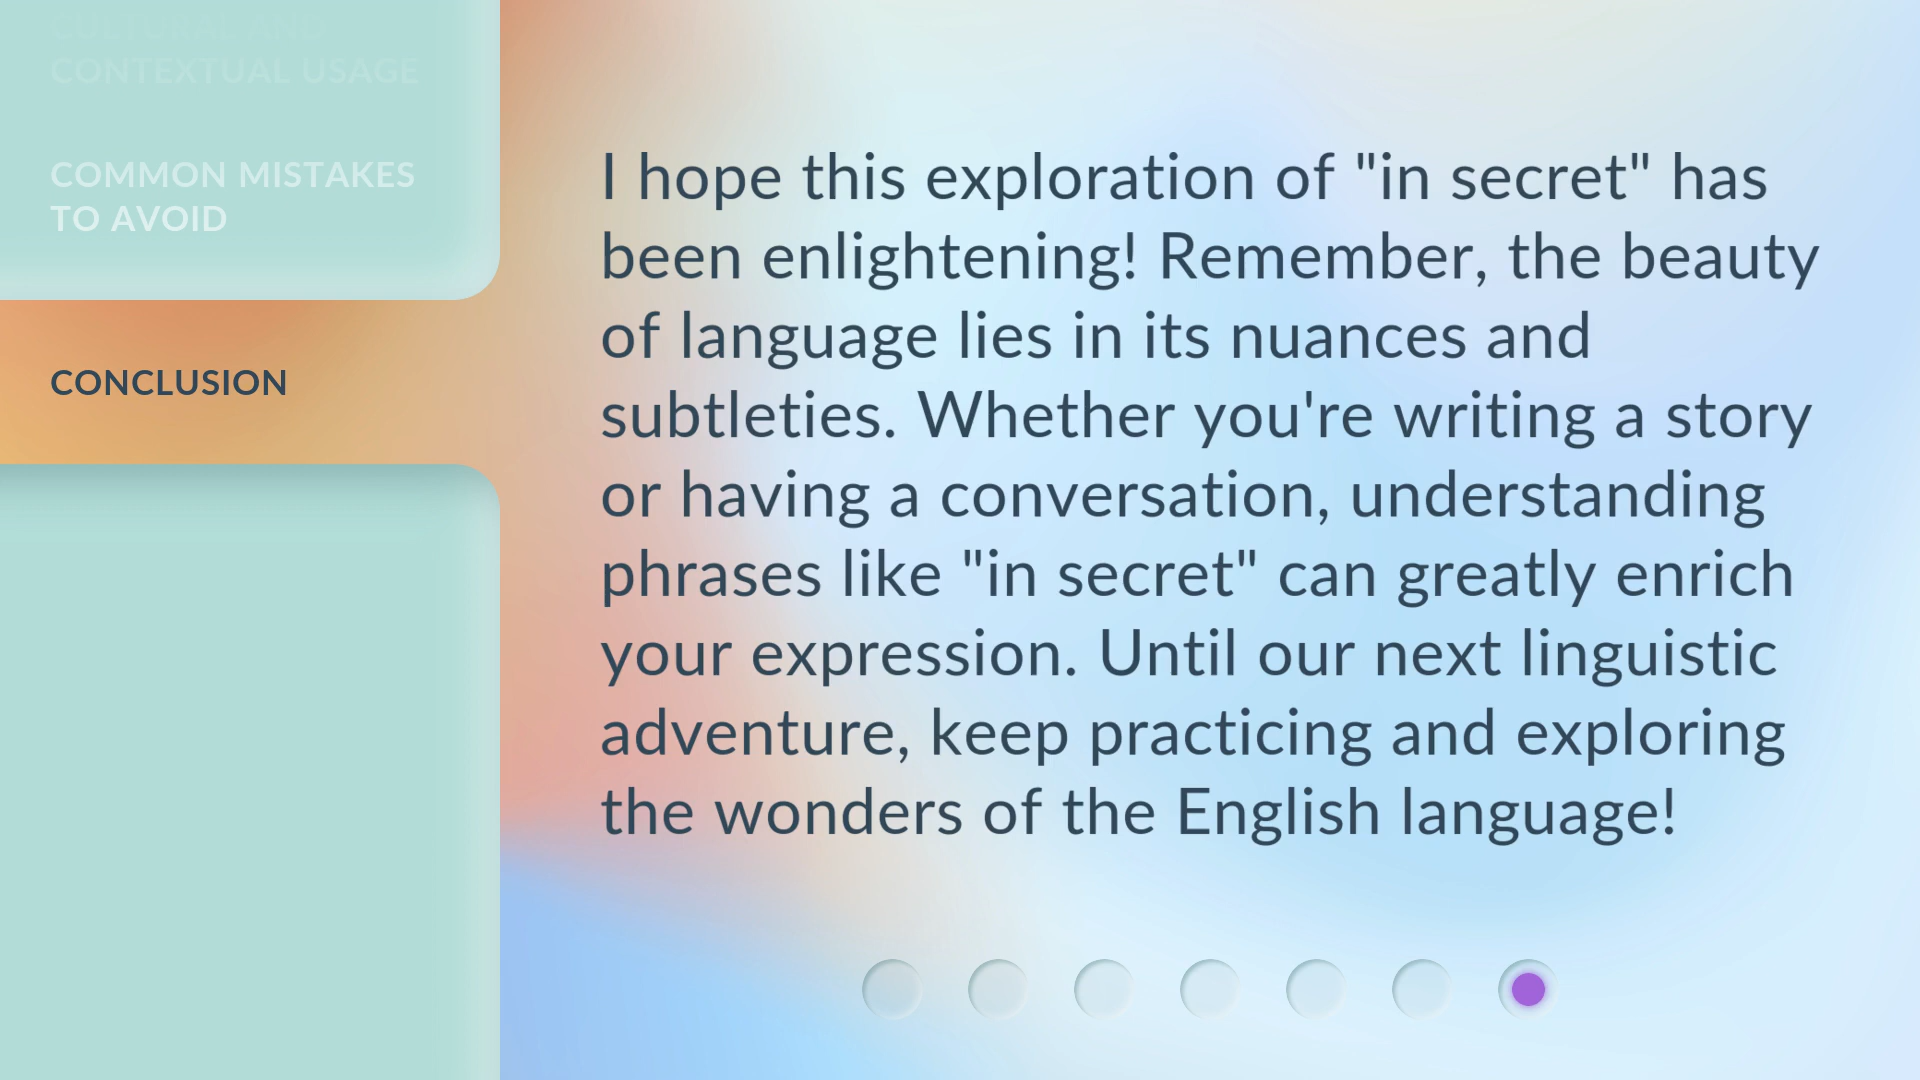 CULTURAL AND
CONTEXTUAL USAGE
COMMON MISTAKES
TO AVOID
CONCLUSION
I hope this exploration of "in secret" has
been enlightening! Remember, the beauty
of language lies in its nuances and
subtleties. Whether you're writing a story
or having a conversation, understanding
phrases like "in secret" can greatly enrich
your expression. Until our next linguistic
adventure, keep practicing and exploring
the wonders of the English language!